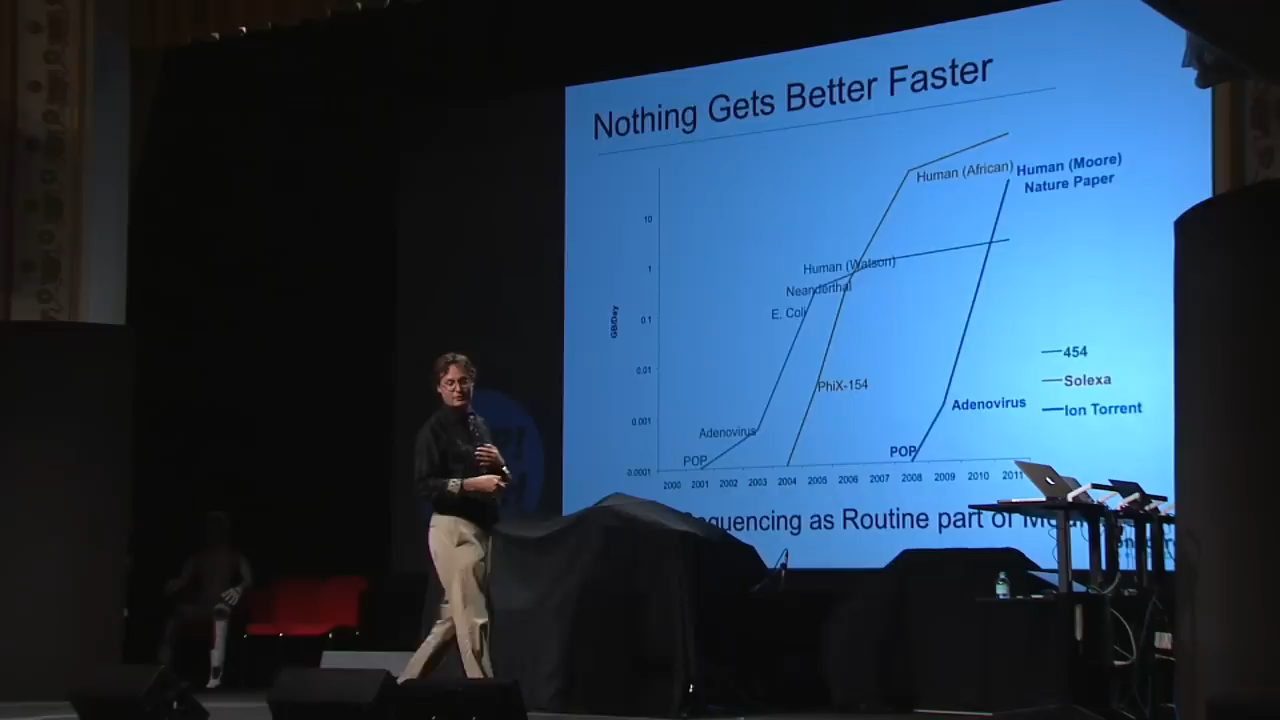 Nothing Gets Better Faster
Human (African)
Human (Moore)
Nature Paper
10
1
0.1
0.01
0.001
0.0001
GB/Day
Human (Watson)
Neanderthal
E. Coli
PhiX-154
Adenovirus
POP
Adenovirus
POP
454
Solexa
Ion Torrent
2000 2001 2002 2003 2004 2005 2006 2007 2008 2009 2010 2011
as Routine part of